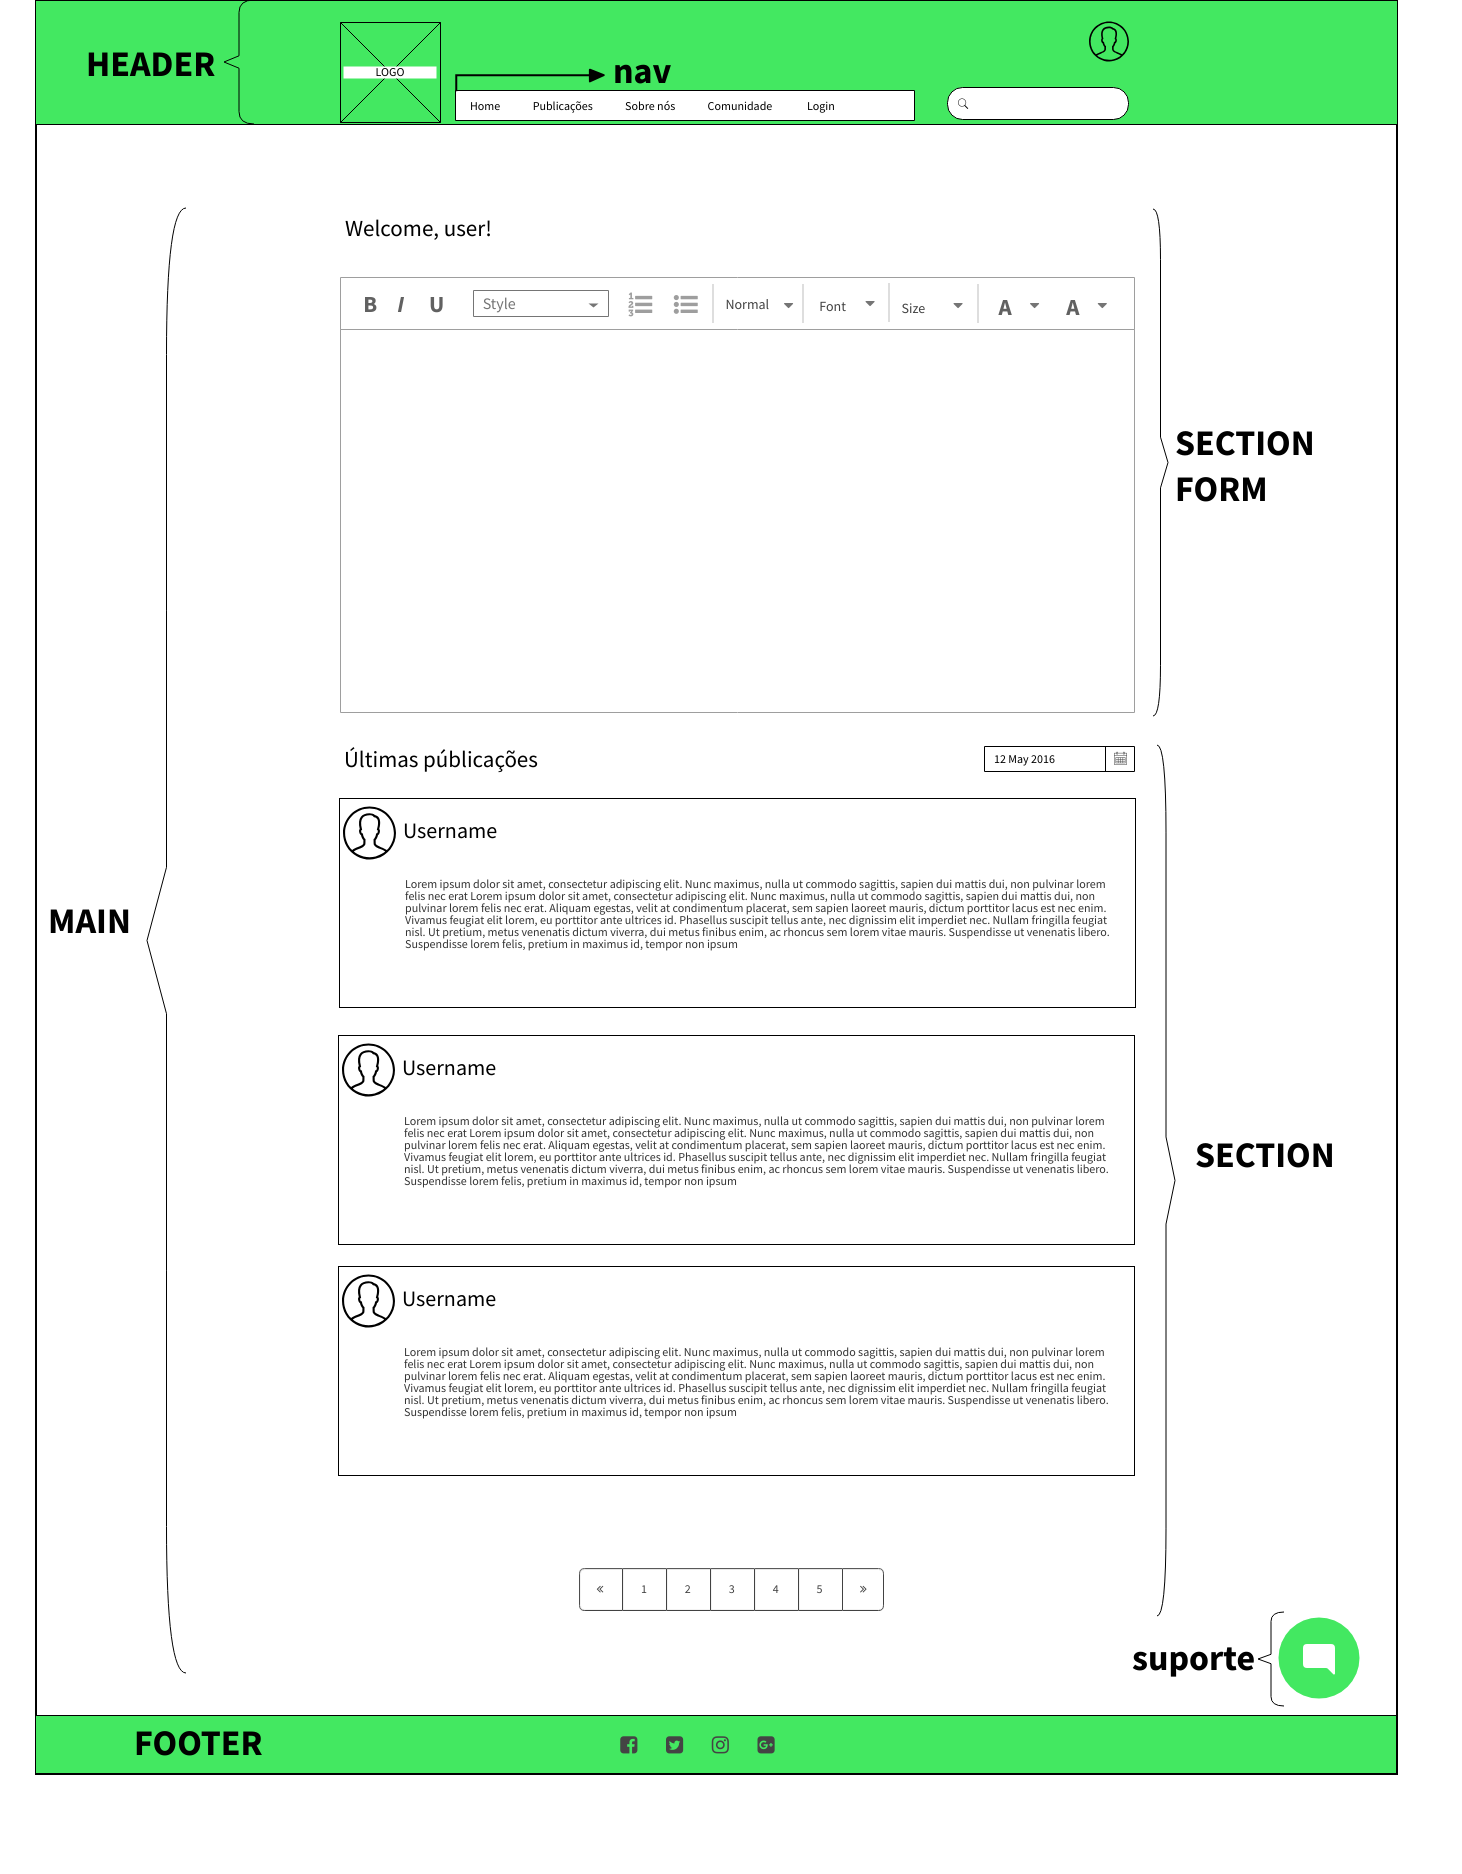 HEADER
LOGO
nav
Home Publicações Sobre nós Comunidade Login
Welcome, user!
B I U Style 1 2 3 Normal Font Size A A
SECTION
FORM
Últimas públicações
12 May 2016
Username
Lorem ipsum dolor sit amet, consectetur adipiscing elit. Nunc maximus, nulla ut commodo sagittis, sapien dui mattis dui, non pulvinar lorem
felis nec erat Lorem ipsum dolor sit amet, consectetur adipiscing elit. Nunc maximus, nulla ut commodo sagittis, sapien dui mattis dui, non
pulvinar lorem felis nec erat. Aliquam egestas, velit at condimentum placerat, sem sapien laoreet mauris, dictum porttitor lacus est nec enim.
Vivamus feugiat elit lorem, eu porttitor ante ultrices id. Phasellus suscipit tellus ante, nec dignissim elit imperdiet nec. Nullam fringilla feugiat
nisl. Ut pretium, metus venenatis dictum viverra, dui metus finibus enim, ac rhoncus sem lorem vitae mauris. Suspendisse ut venenatis libero.
Suspendisse lorem felis, pretium in maximus id, tempor non ipsum
MAIN
Username
Lorem ipsum dolor sit amet, consectetur adipiscing elit. Nunc maximus, nulla ut commodo sagittis, sapien dui mattis dui, non pulvinar lorem
felis nec erat Lorem ipsum dolor sit amet, consectetur adipiscing elit. Nunc maximus, nulla ut commodo sagittis, sapien dui mattis dui, non
pulvinar lorem felis nec erat. Aliquam egestas, velit at condimentum placerat, sem sapien laoreet mauris, dictum porttitor lacus est nec enim.
Vivamus feugiat elit lorem, eu porttitor ante ultrices id. Phasellus suscipit tellus ante, nec dignissim elit imperdiet nec. Nullam fringilla feugiat
nisl. Ut pretium, metus venenatis dictum viverra, dui metus finibus enim, ac rhoncus sem lorem vitae mauris. Suspendisse ut venenatis libero.
Suspendisse lorem felis, pretium in maximus id, tempor non ipsum
SECTION
Username
Lorem ipsum dolor sit amet, consectetur adipiscing elit. Nunc maximus, nulla ut commodo sagittis, sapien dui mattis dui, non pulvinar lorem
felis nec erat Lorem ipsum dolor sit amet, consectetur adipiscing elit. Nunc maximus, nulla ut commodo sagittis, sapien dui mattis dui, non
pulvinar lorem felis nec erat. Aliquam egestas, velit at condimentum placerat, sem sapien laoreet mauris, dictum porttitor lacus est nec enim.
Vivamus feugiat elit lorem, eu porttitor ante ultrices id. Phasellus suscipit tellus ante, nec dignissim elit imperdiet nec. Nullam fringilla feugiat
nisl. Ut pretium, metus venenatis dictum viverra, dui metus finibus enim, ac rhoncus sem lorem vitae mauris. Suspendisse ut venenatis libero.
Suspendisse lorem felis, pretium in maximus id, tempor non ipsum
« 1 2 3 4 5 »
suporte
FOOTER